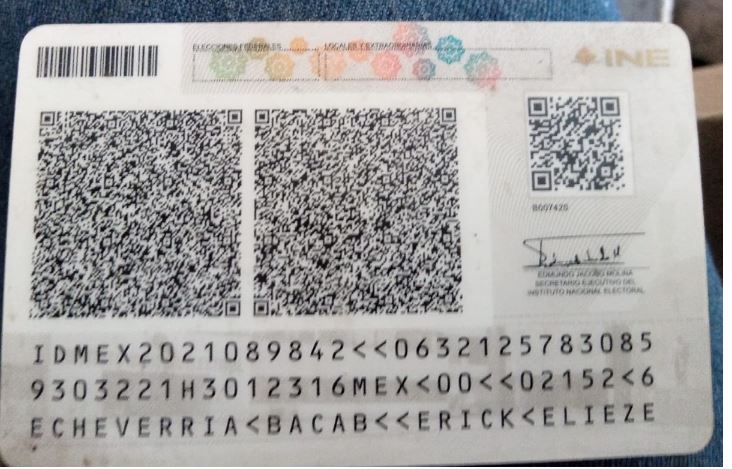 ELECCIONES FEDERALES LOCALES Y EXTRAORDINARIAS
INE
EDMUNDO JACOBO MOLINA
SECRETARIO EJECUTIVO DEL
INSTITUTO NACIONAL ELECTORAL
IDMEX2021089842<<0632125783085
9303221H3012316MEX<00<<02152<6
ECHEVERRIA<BACAB<<ERICK<ELIEZE